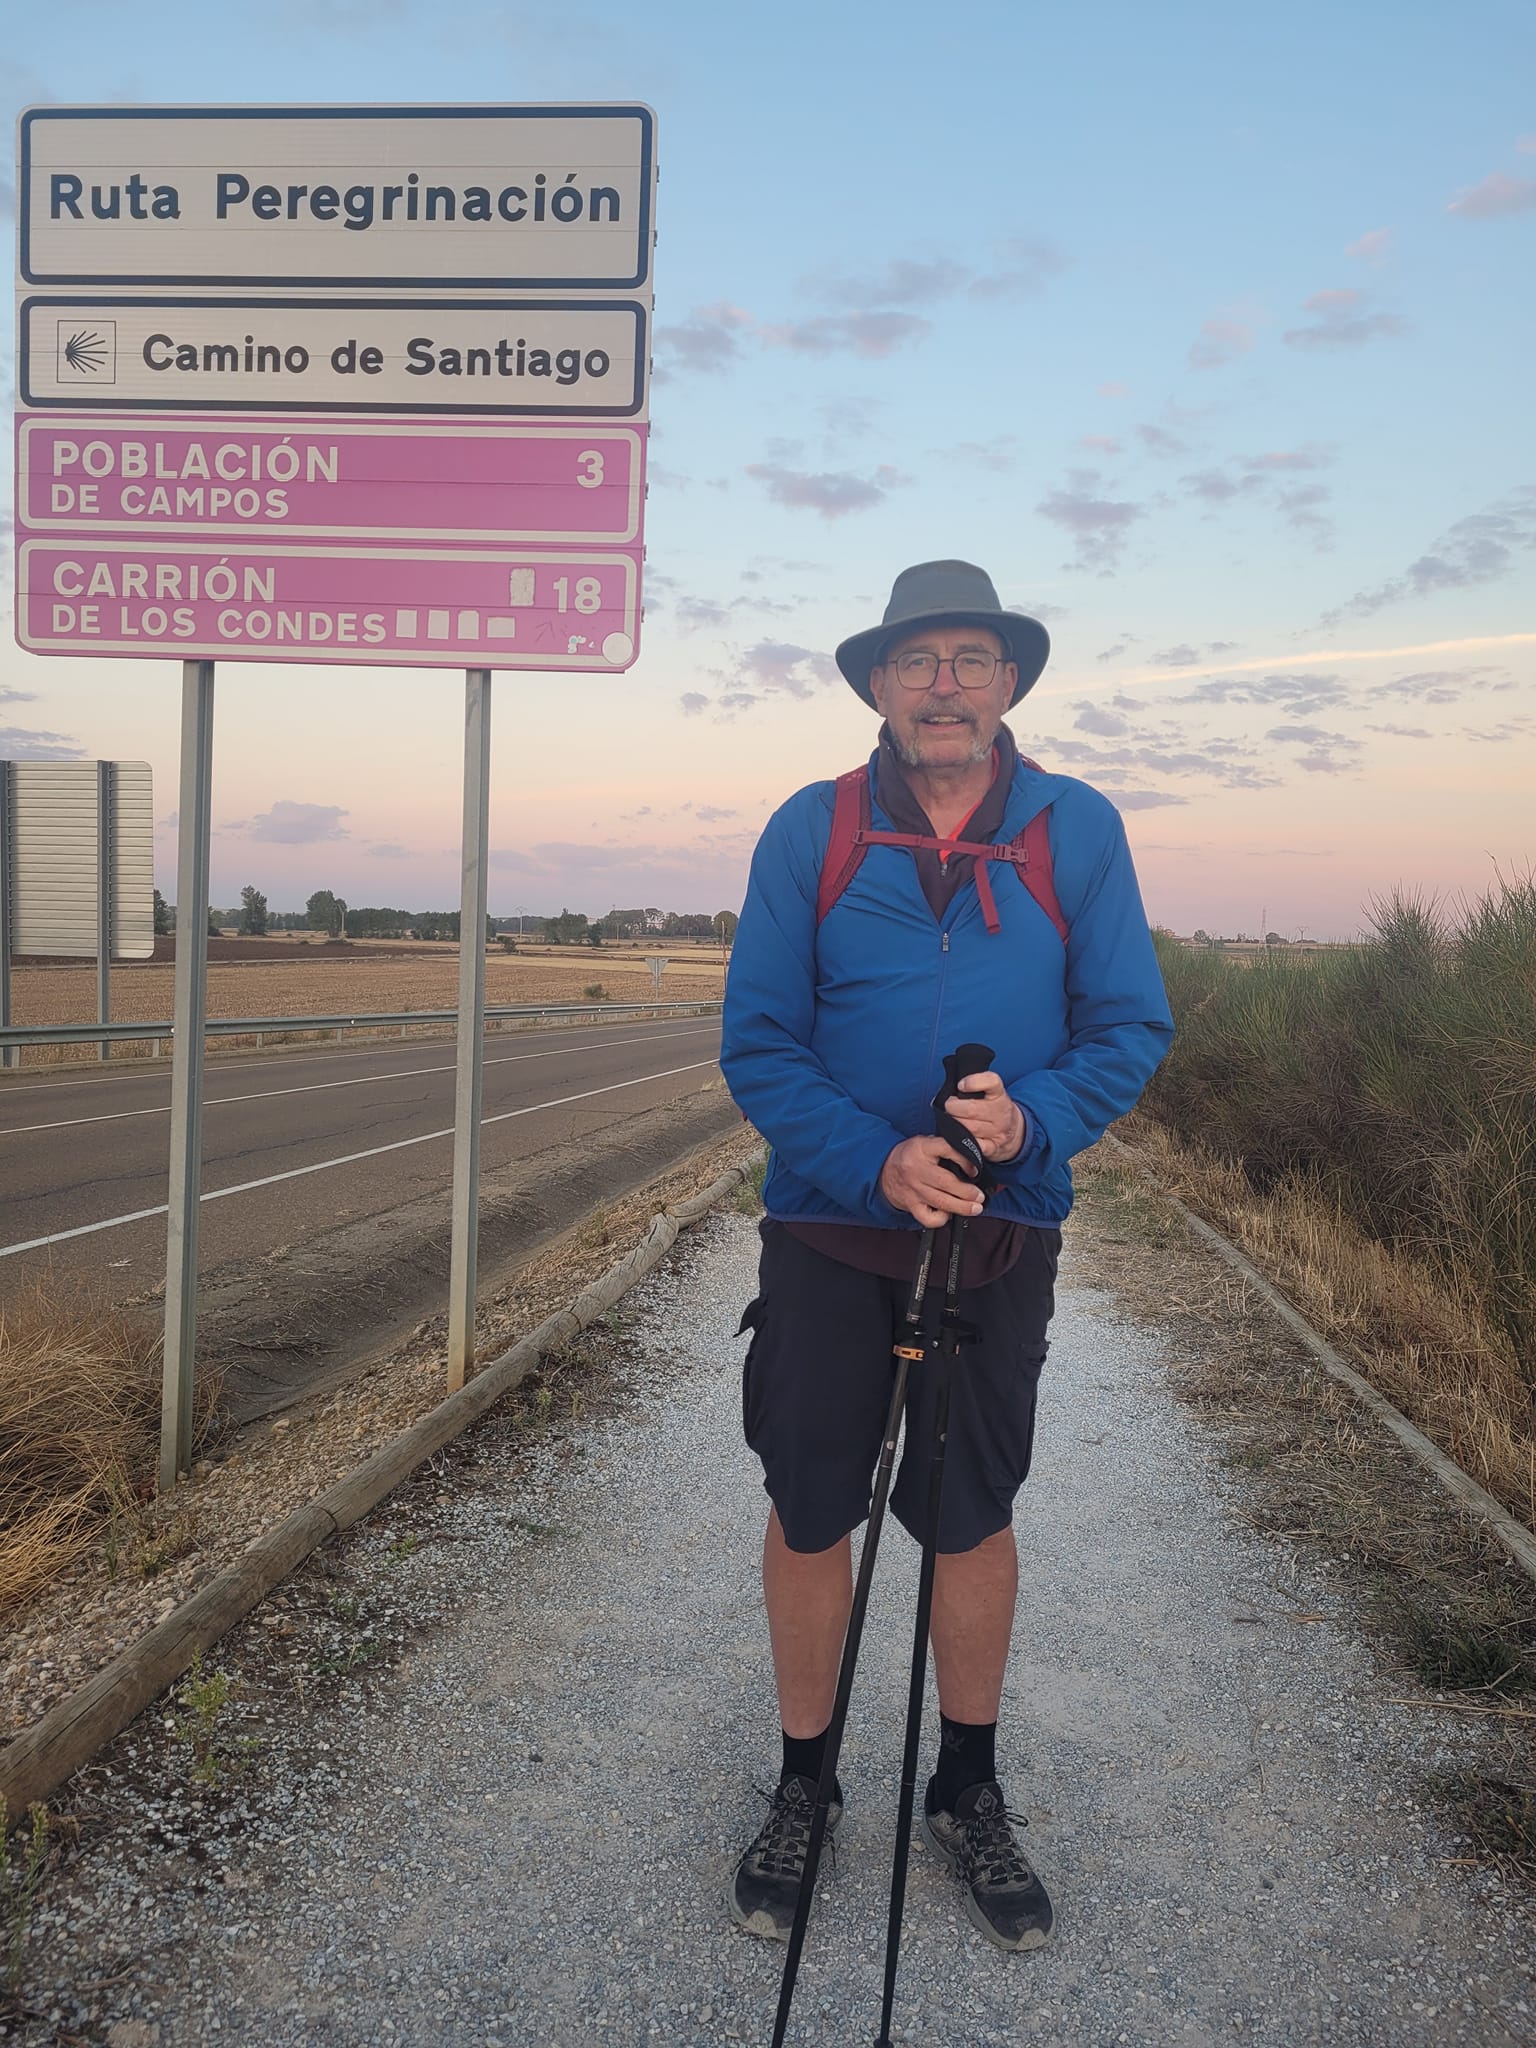 Ruta Peregrinación
Camino de Santiago
POBLACIÓN 3
DE CAMPOS
CARRIÓN 18
DE LOS CONDES